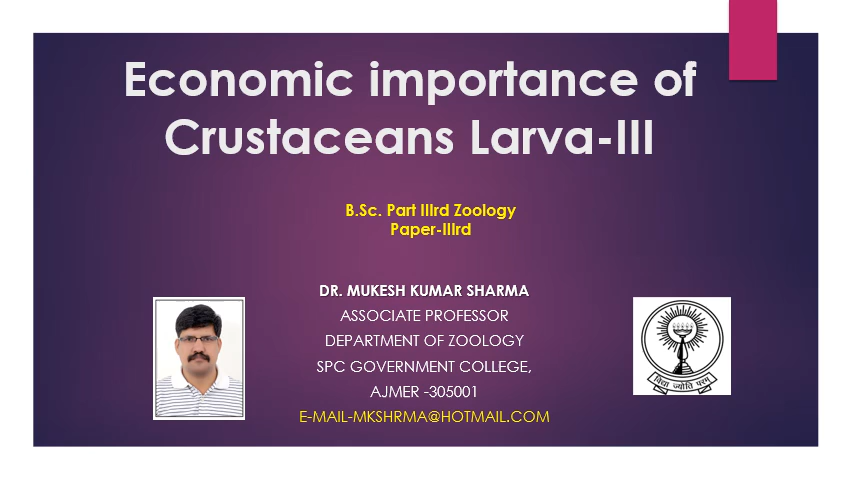 Economic importance of
Crustaceans Larva-III
B.Sc. Part IIIrd Zoology
Paper-IIIrd
DR. MUKESH KUMAR SHARMA
ASSOCIATE PROFESSOR
DEPARTMENT OF ZOOLOGY
SPC GOVERNMENT COLLEGE,
AJMER -305001
E-MAIL-MKSHRMA@HOTMAIL.COM
विद्या ज्योति परम्